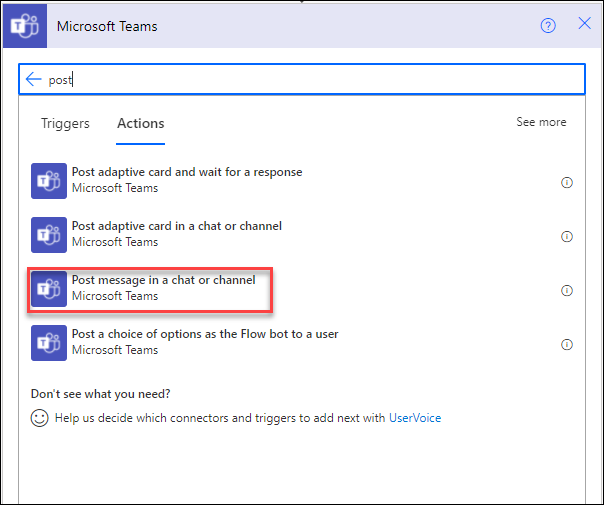 Microsoft Teams
post
Triggers
Actions
See more
Post adaptive card and wait for a response
Microsoft Teams
Post adaptive card in a chat or channel
Microsoft Teams
Post message in a chat or channel
Microsoft Teams
Post a choice of options as the Flow bot to a user
Microsoft Teams
Don't see what you need?
Help us decide which connectors and triggers to add next with UserVoice